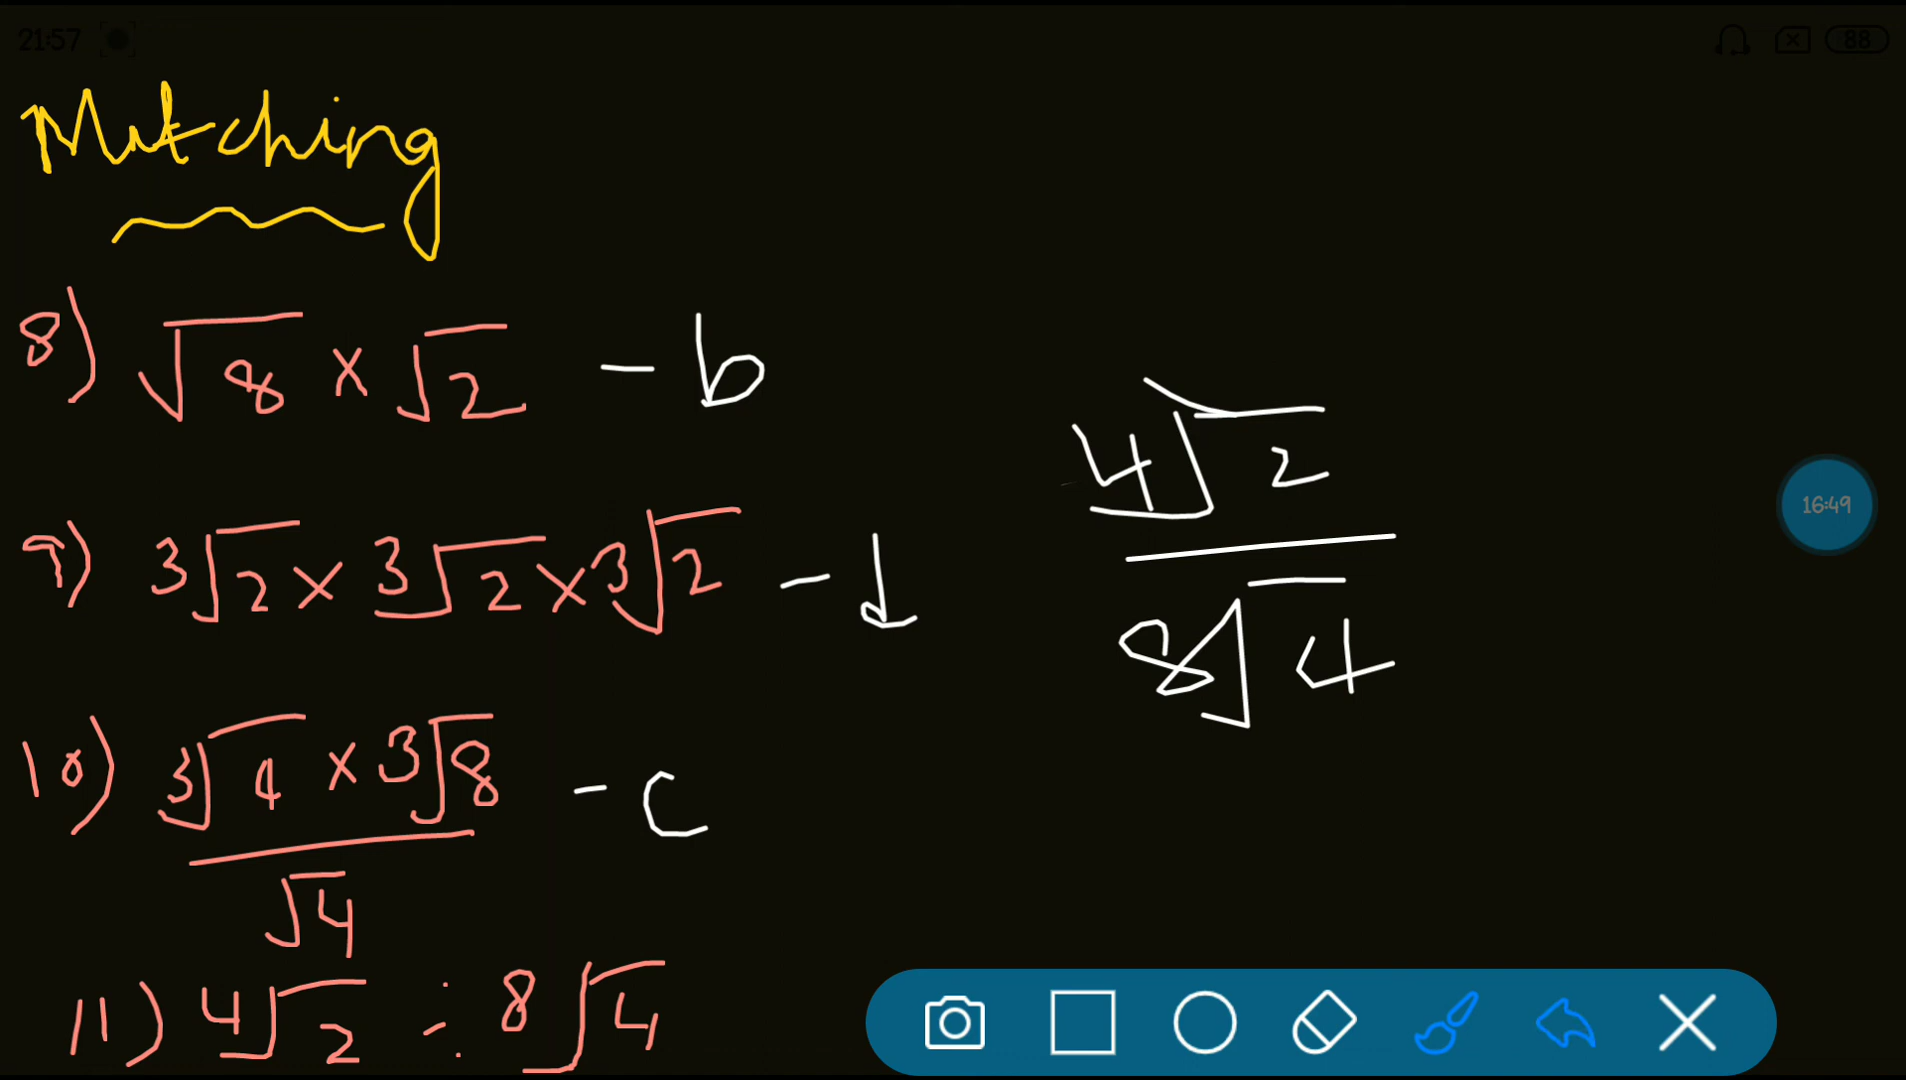 21:57
88
Matching
8) √8 × √2 - b
9) 3√2 × 3√2 × 3√2 - d
4√2
8√4
16:49
10) 3√4 × 3√8 - c
√4
11) 4√2 ÷ 8√4